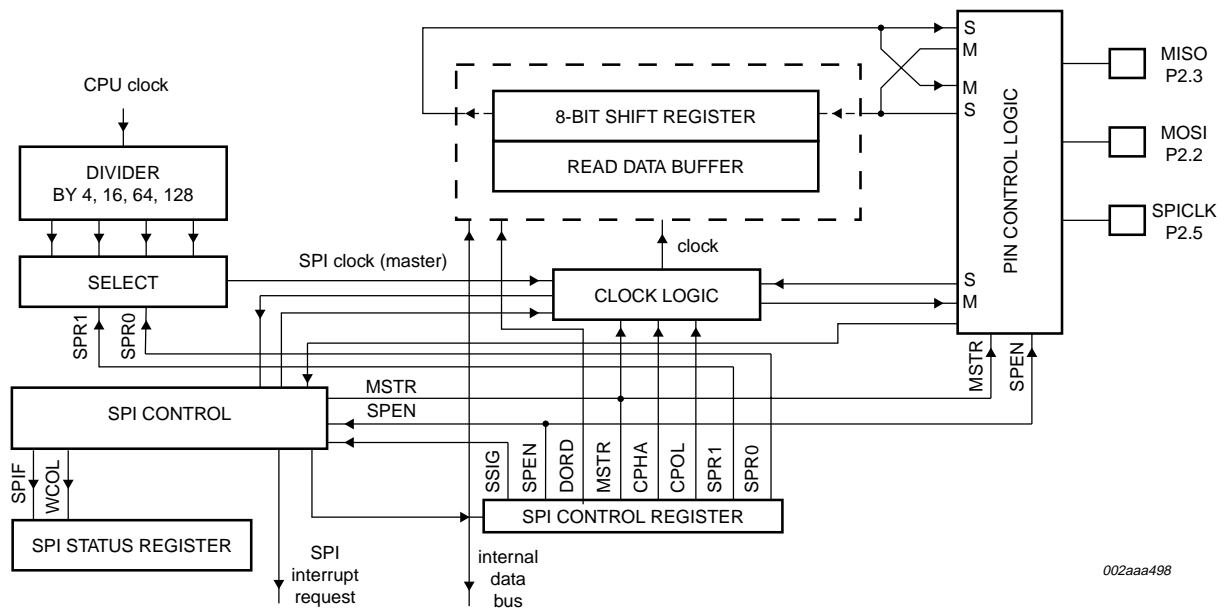 S
M
MISO
P2.3
CPU clock
M
8-BIT SHIFT REGISTER
S
MOSI
P2.2
DIVIDER
BY 4, 16, 64, 128
READ DATA BUFFER
PIN CONTROL LOGIC
SPICLK
P2.5
clock
SPI clock (master)
SELECT
CLOCK LOGIC
S
M
SPR1
SPR0
MSTR
SPEN
MSTR
SPEN
SPI CONTROL
SPIF
WCOL
SSIG
SPEN
DORD
MSTR
CPHA
CPOL
SPR1
SPR0
SPI CONTROL REGISTER
SPI STATUS REGISTER
SPI
interrupt
request
internal
data
bus
002aaa498